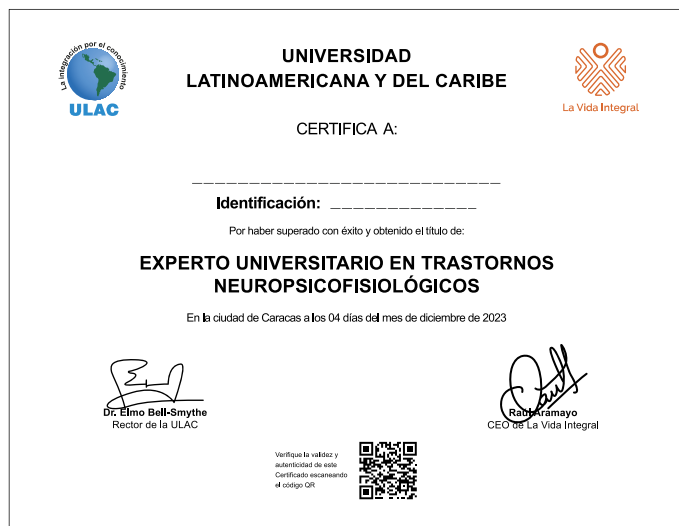 La integración por el conocimiento
ULAC
UNIVERSIDAD
LATINOAMERICANA Y DEL CARIBE
La Vida Integral
CERTIFICA A:
Identificación:
Por haber superado con éxito y obtenido el título de:
EXPERTO UNIVERSITARIO EN TRASTORNOS
NEUROPSICOFISIOLÓGICOS
En la ciudad de Caracas a los 04 días del mes de diciembre de 2023
Dr. Elmo Bell-Smythe
Rector de la ULAC
Raúl Aramayo
CEO de La Vida Integral
Verifique la validez y
autenticidad de este
Certificado escaneando
el código QR